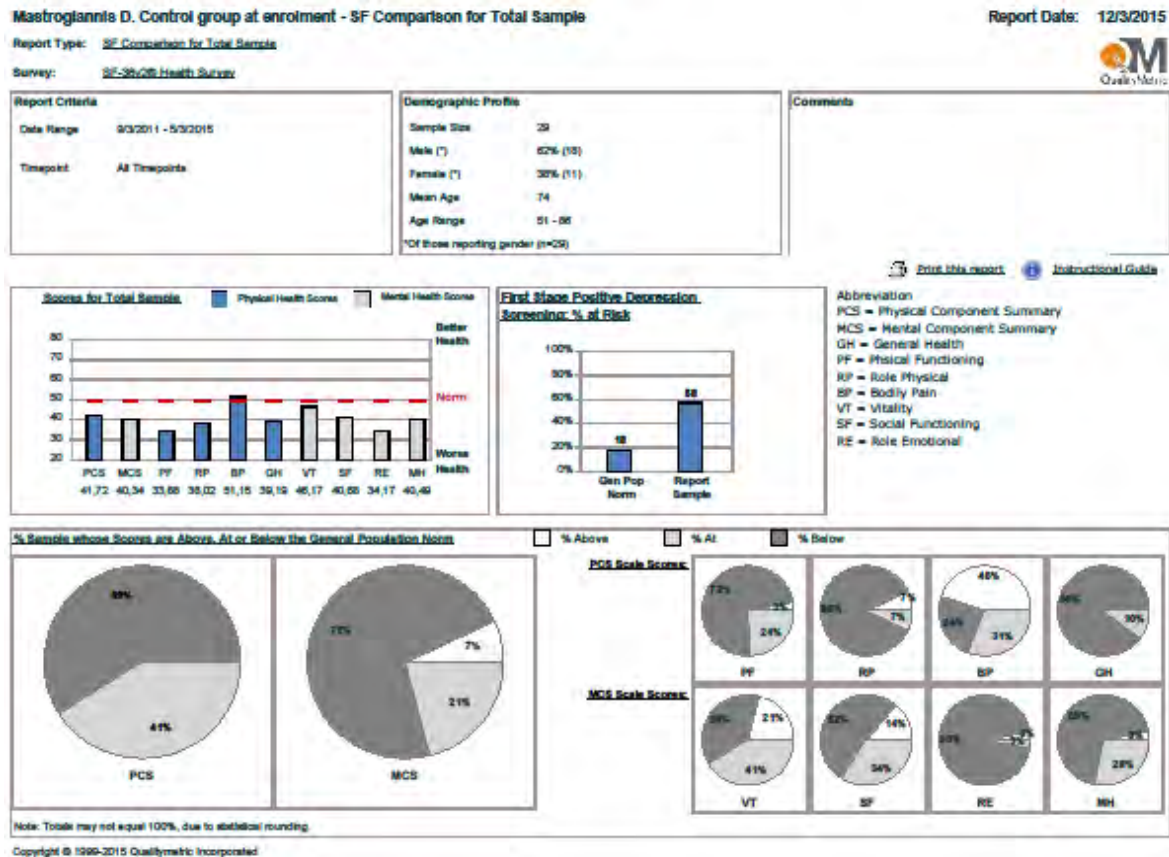 Mastrogiannis D. Control group at enrolment - SF Comparison for Total Sample
Report Date: 12/3/2015
Report Type: SF Comparison for Total Sample
Survey: SF-36v2® Health Survey
QM
QualityMetric
Report Criteria
Date Range 9/3/2011 - 5/3/2015
Timepoint All Timepoints
Demographic Profile
Sample Size 29
Male (*) 62% (18)
Female (*) 38% (11)
Mean Age 74
Age Range 51 - 86
*Of those reporting gender (n=29)
Comments
Print this report
Instructional Guide
Scores for Total Sample
Physical Health Scores
Mental Health Scores
Better Health
80
70
60
50
40
30
20
Norm
Worse Health
PCS MCS PF RP BP GH VT SF RE MH
41,72 40,34 33,68 38,02 51,15 39,19 46,17 40,68 34,17 40,49
First Stage Positive Depression
Screening: % at Risk
100%
80%
60%
40%
20%
0%
18
58
Gen Pop Norm
Report Sample
Abbreviation
PCS = Physical Component Summary
MCS = Mental Component Summary
GH = General Health
PF = Phsical Functioning
RP = Role Physical
BP = Bodily Pain
VT = Vitality
SF = Social Functioning
RE = Role Emotional
% Sample whose Scores are Above, At or Below the General Population Norm
% Above
% At
% Below
41%
PCS
7%
21%
MCS
PCS Scale Scores:
3%
24%
PF
7%
7%
RP
31%
BP
10%
GH
MCS Scale Scores:
21%
41%
VT
62%
14%
34%
SF
RE
3%
28%
MH
Note: Totals may not equal 100%, due to statistical rounding.
Copyright © 1999-2015 Qualitymetric Incorporated